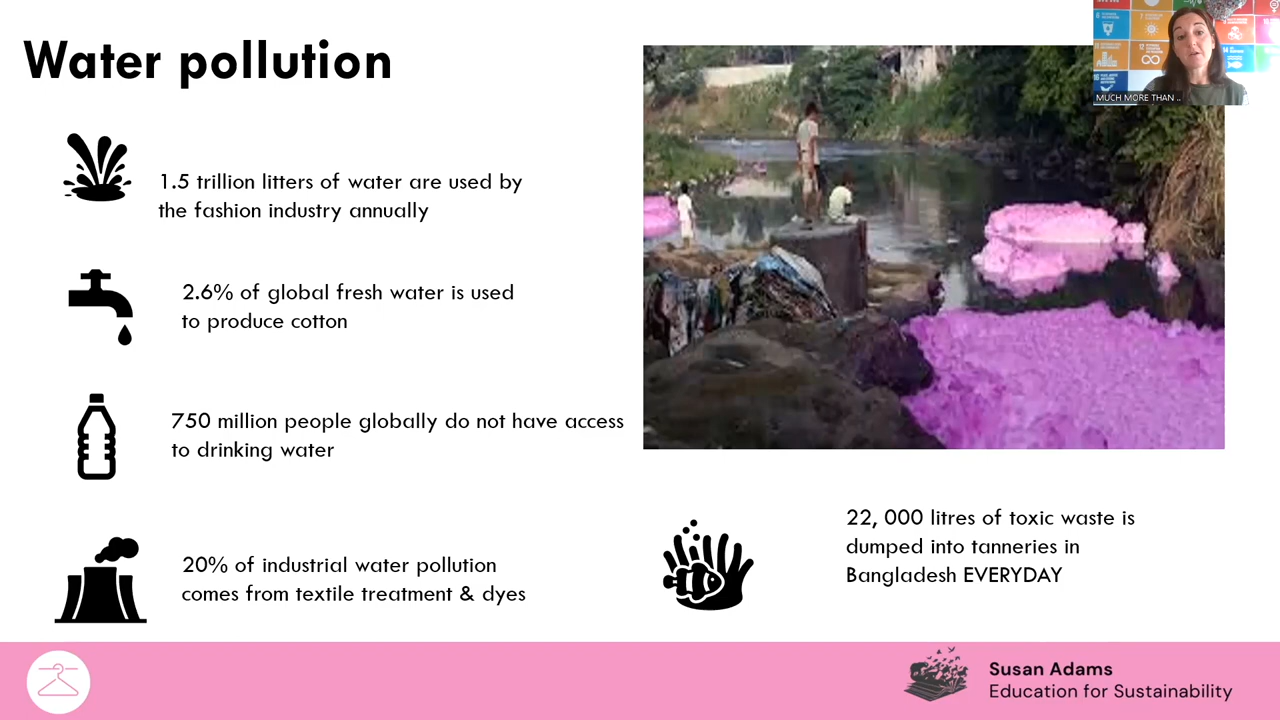 Water pollution
1.5 trillion litters of water are used by
the fashion industry annually
2.6% of global fresh water is used
to produce cotton
750 million people globally do not have access
to drinking water
20% of industrial water pollution
comes from textile treatment & dyes
MUCH MORE THAN ..
22, 000 litres of toxic waste is
dumped into tanneries in
Bangladesh EVERYDAY
Susan Adams
Education for Sustainability